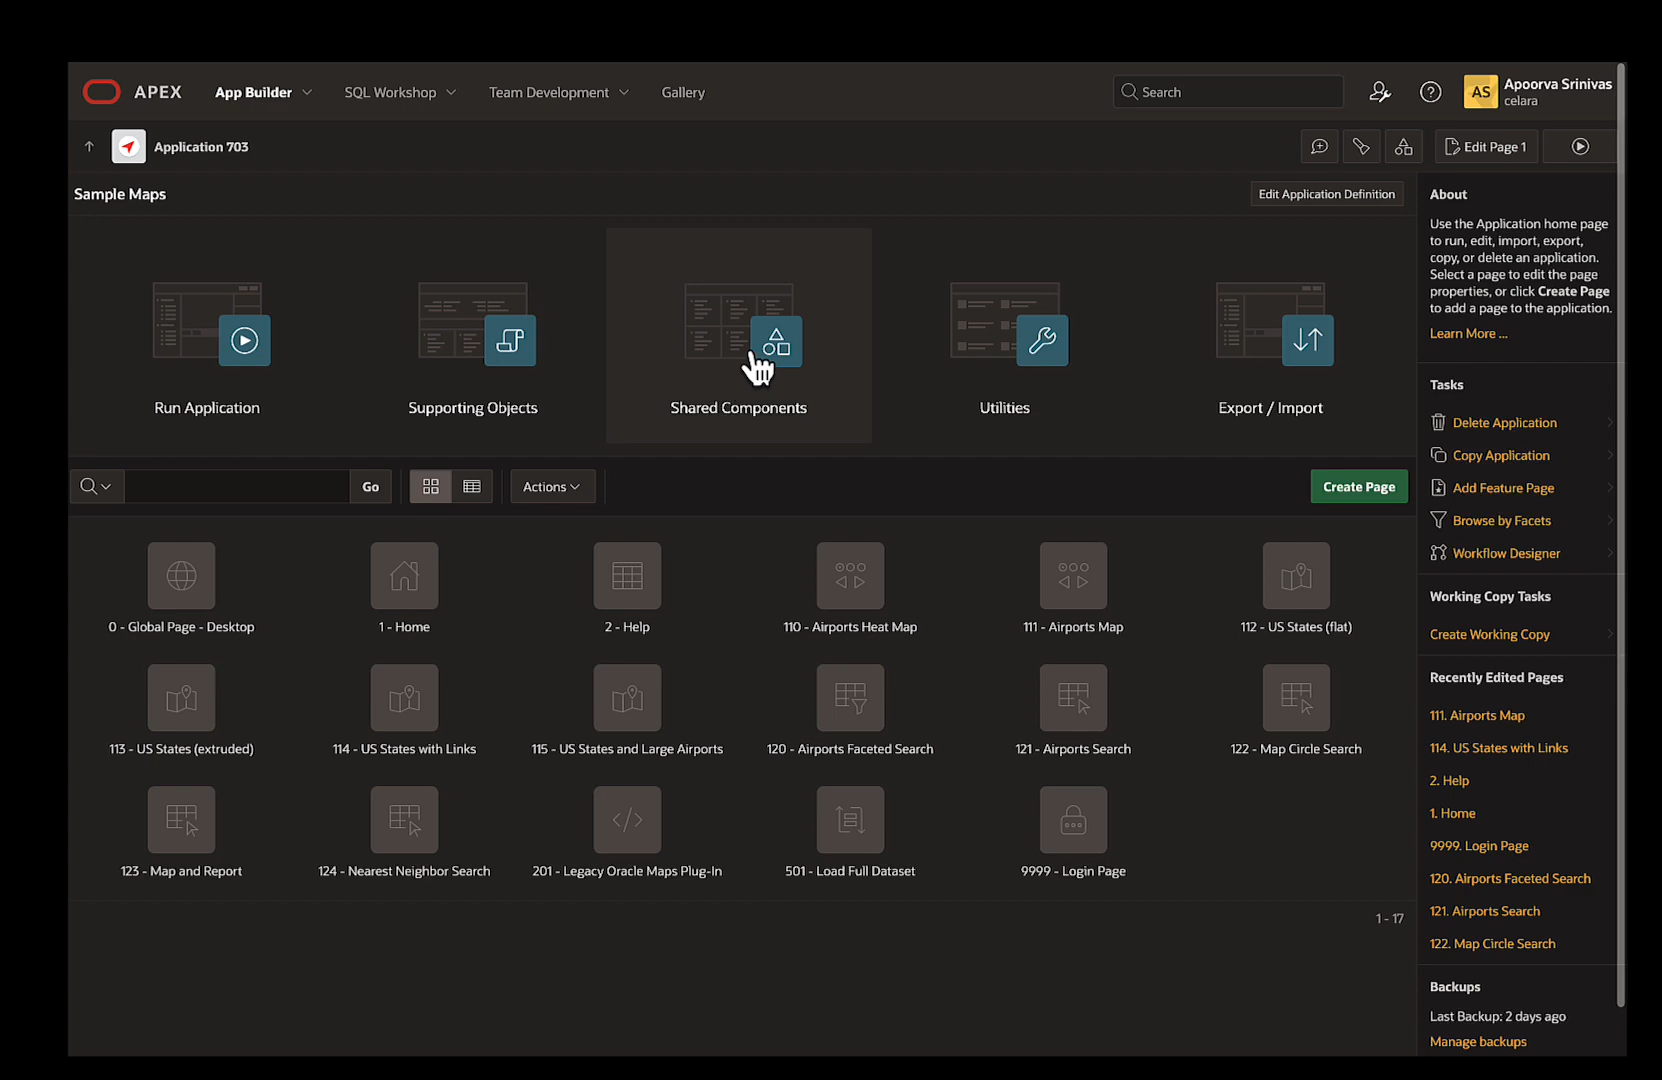 APEX
App Builder
SQL Workshop
Team Development
Gallery
Search
AS
Apoorva Srinivas
celara
Application 703
Edit Page 1
Sample Maps
Edit Application Definition
Run Application
Supporting Objects
Shared Components
Utilities
Export / Import
Go
Actions
Create Page
0 - Global Page - Desktop
1 - Home
2 - Help
110 - Airports Heat Map
111 - Airports Map
112 - US States (flat)
113 - US States (extruded)
114 - US States with Links
115 - US States and Large Airports
120 - Airports Faceted Search
121 - Airports Search
122 - Map Circle Search
123 - Map and Report
124 - Nearest Neighbor Search
201 - Legacy Oracle Maps Plug-In
501 - Load Full Dataset
9999 - Login Page
1 - 17
About
Use the Application home page
to run, edit, import, export,
copy, or delete an application.
Select a page to edit the page
properties, or click Create Page
to add a page to the application.
Learn More ...
Tasks
Delete Application
Copy Application
Add Feature Page
Browse by Facets
Workflow Designer
Working Copy Tasks
Create Working Copy
Recently Edited Pages
111. Airports Map
114. US States with Links
2. Help
1. Home
9999. Login Page
120. Airports Faceted Search
121. Airports Search
122. Map Circle Search
Backups
Last Backup: 2 days ago
Manage backups